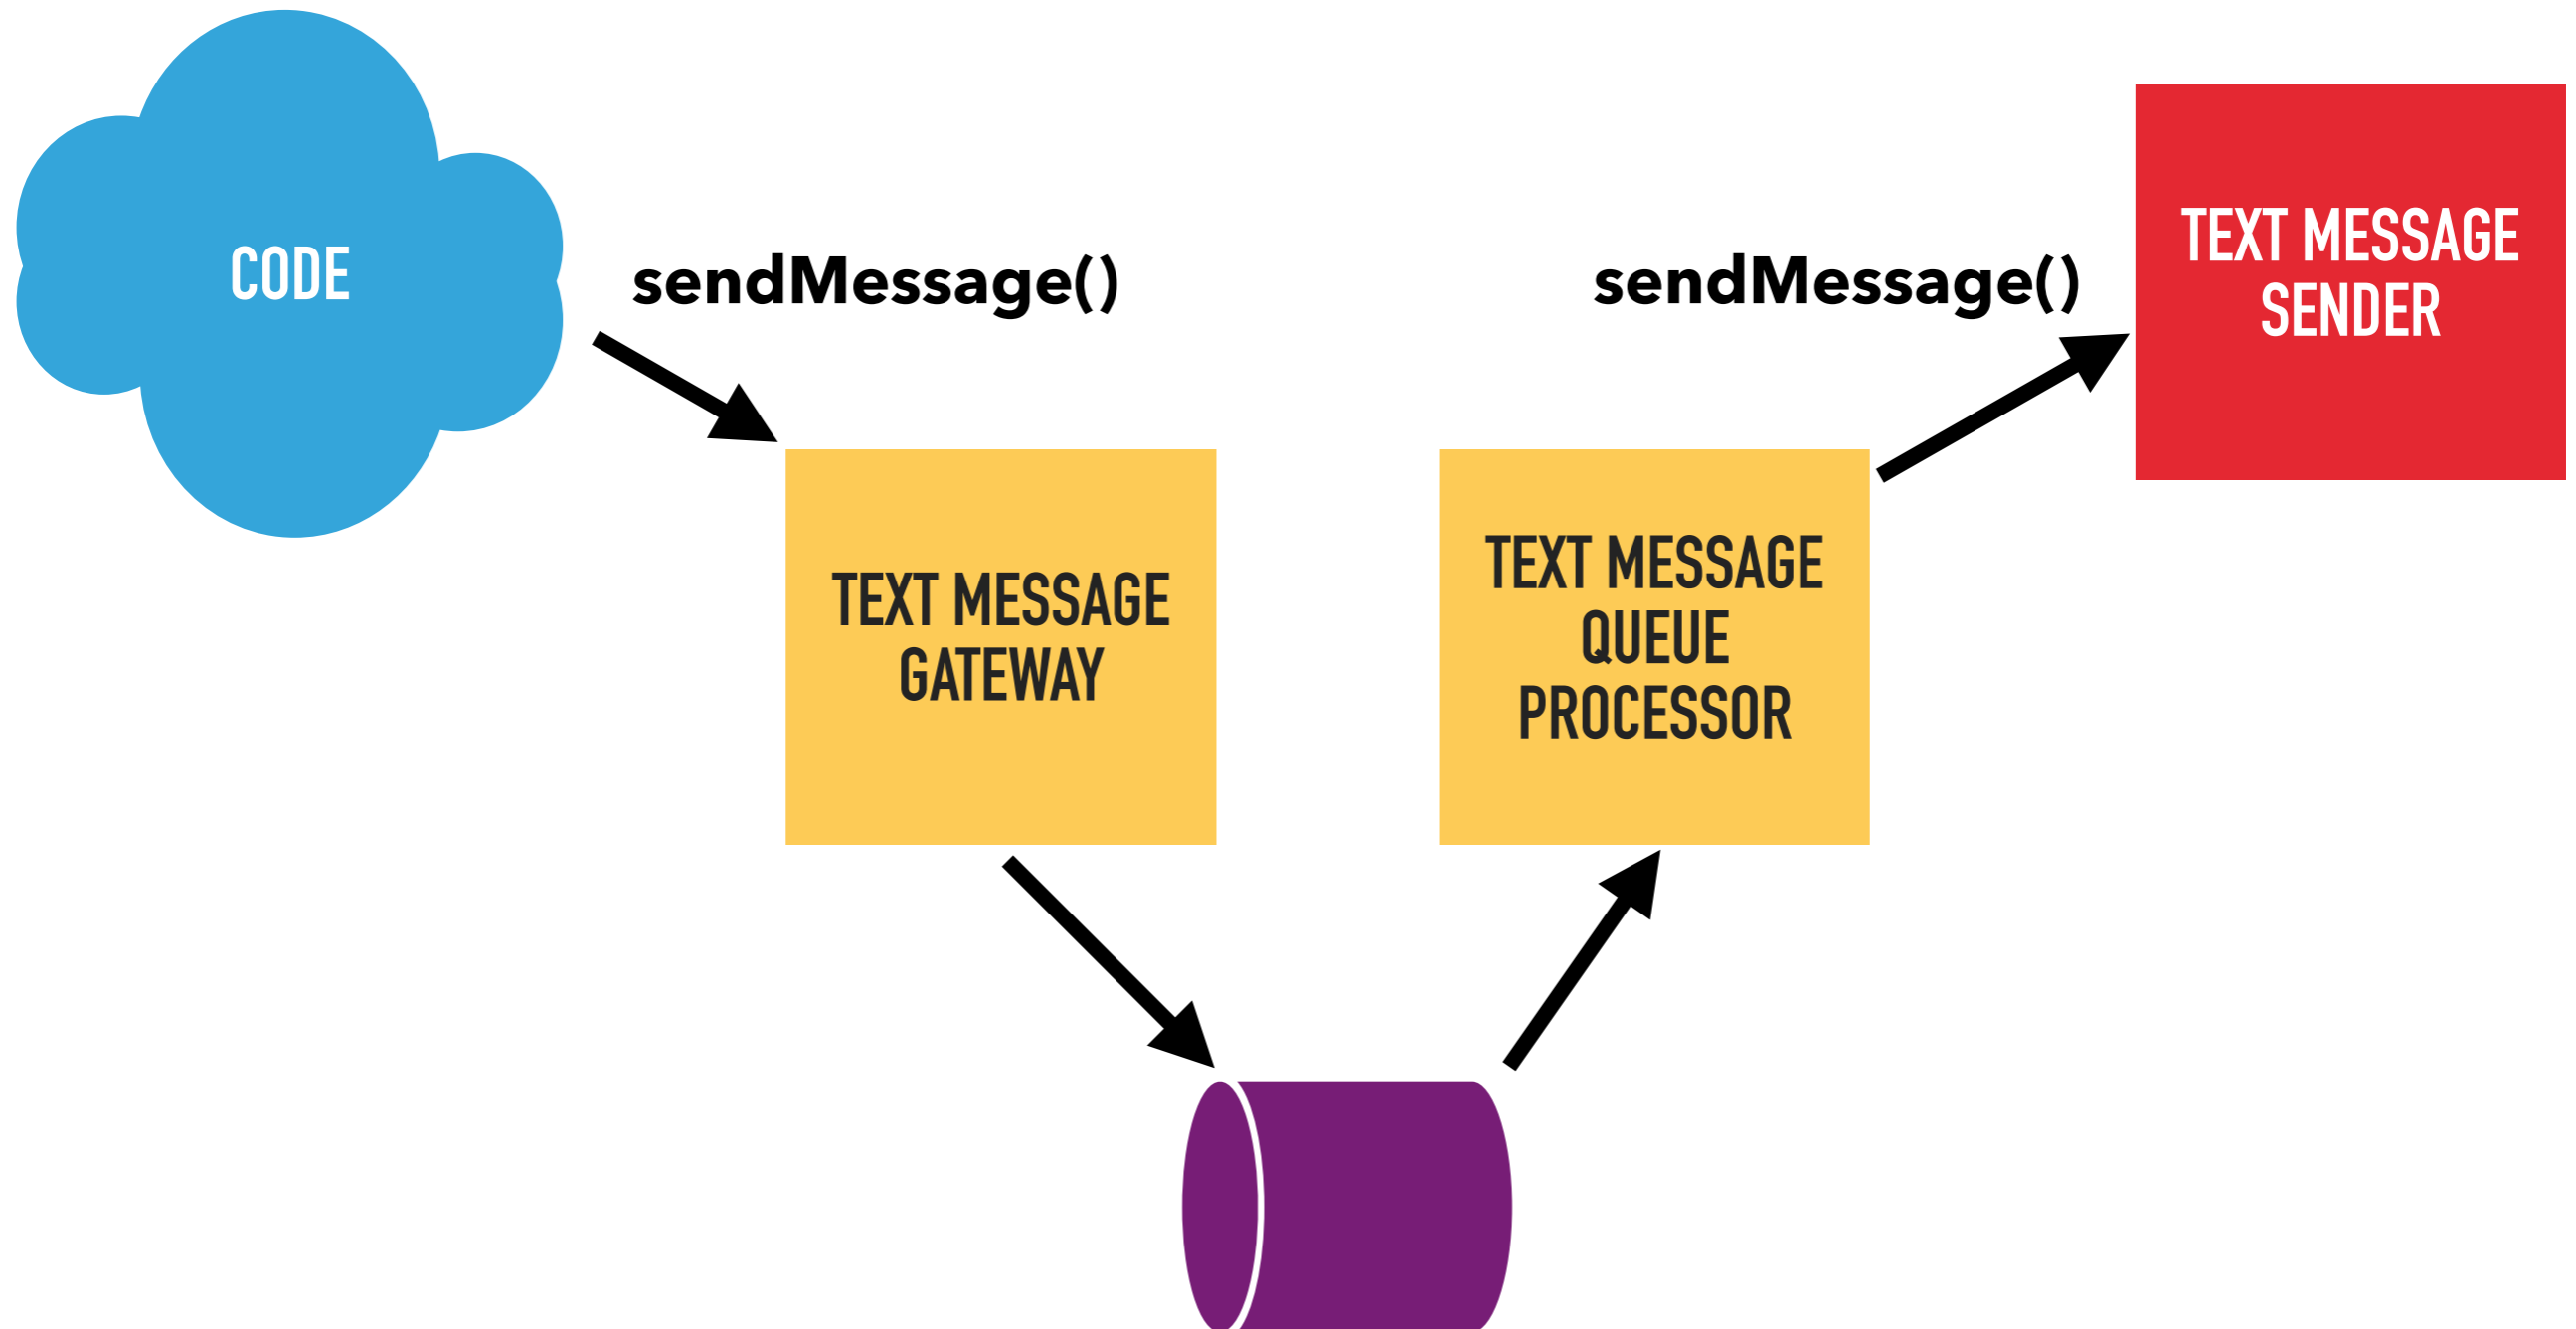 CODE
sendMessage()
sendMessage()
TEXT MESSAGE
SENDER
TEXT MESSAGE
GATEWAY
TEXT MESSAGE
QUEUE
PROCESSOR